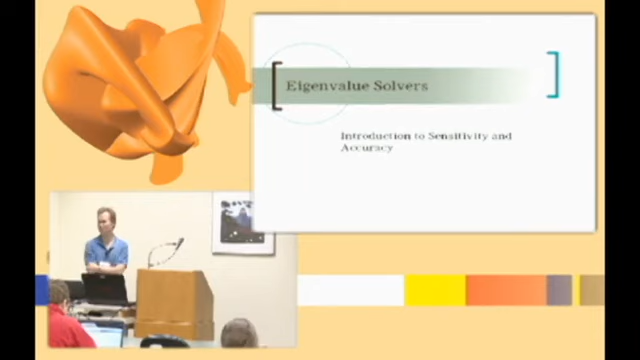 Eigenvalue Solvers
Introduction to Sensitivity and
Accuracy